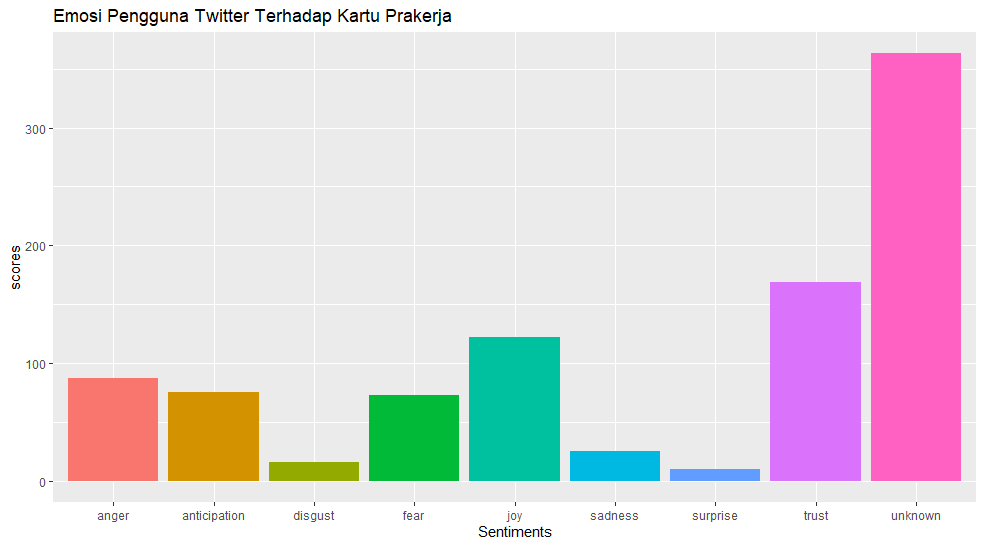 Emosi Pengguna Twitter Terhadap Kartu Prakerja
scores
300
200
100
0
anger anticipation disgust fear joy sadness surprise trust unknown
Sentiments